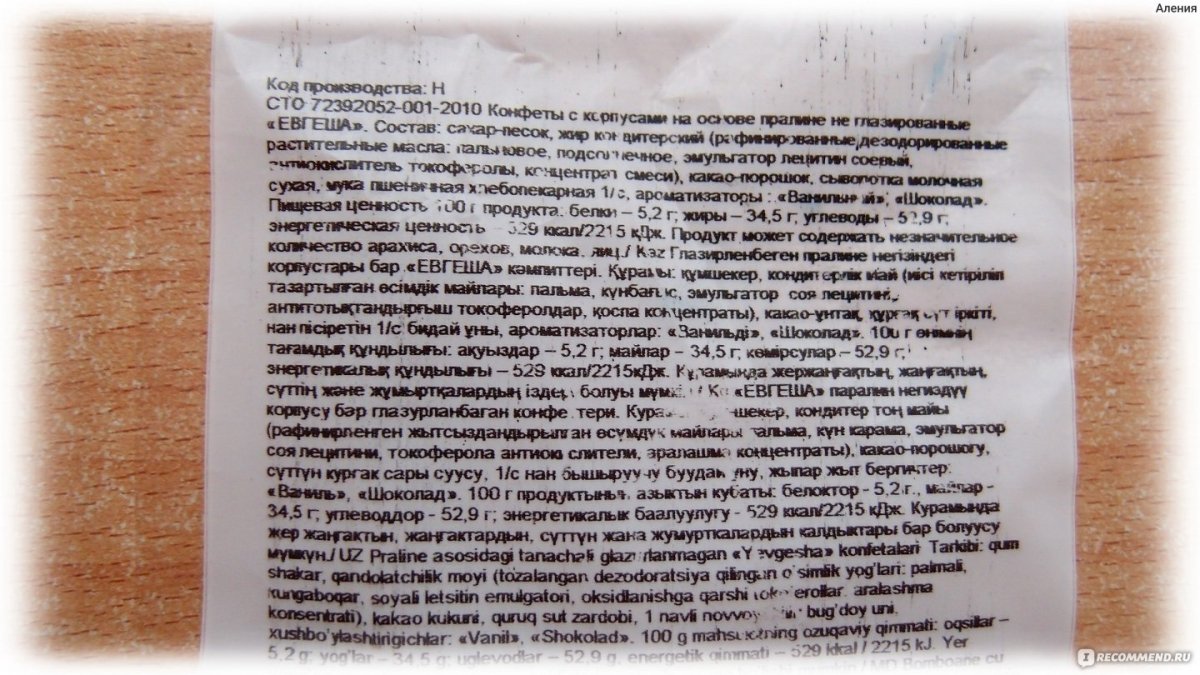 Аления
Код производства: Н
СТО 72392052-001-2010 Конфеты с корпусами на основе пралине не глазированные
«ЕВГЕША». Состав: сахар-песок, жир кондитерский (рафинированные дезодорированные
растительные масла: пальмовое, подсолнечное, эмульгатор лецитин соевый,
антиокислитель токоферолы, концентрат смеси), какао-порошок, сыворотка молочная
сухая, мука пшеничная хлебопекарная 1/с, ароматизаторы: «Ванильный»; «Шоколад».
Пищевая ценность 100 г продукта: белки – 5,2 г; жиры – 34,5 г; углеводы – 52,9 г;
энергетическая ценность – 529 ккал/2215 кДж. Продукт может содержать незначительное
количество арахиса, орехов, молока, яиц./ Kaz Глазирленбеген пралине негізіндегі
корпустары бар «ЕВГЕША» кәмпиттері. Құрамы: құмшекер, кондитерлік май (иісі кетіріліп
тазартылған өсімдік майлары: пальма, күнбағыс, эмульгатор соя лецитині,
антитотықтандырғыш токоферолдар, қоспа концентраты), какао-ұнтақ, құрғақ сүт іркіті,
нан пісіретін 1/с бидай ұны, ароматизаторлар: «Ванильді», «Шоколад». 100 г өнімнің
тағамдық құндылығы: ақуыздар – 5,2 г; майлар – 34,5 г; көмірсулар – 52,9 г;
энергетикалық құндылығы – 529 ккал/2215кДж. Құрамында жержаңғақтың, жаңғақтың,
сүттің және жұмыртқалардың іздері болуы мүмкін./ «ЕВГЕША» паралин негиздүү
корпусу бар глазурланбаган конфеттери. кондитер тоң майы
(рафинирленген жытсыздандырылган өсүмдүк майлары пальма, күн карама, эмульгатор
соя лецитини, токоферола антиокислители, аралашма концентраты), какао-порошогу,
сүттүн кургак сары суусу, 1/с нан бышыруучу буудай уну, жыпар жыт бергичтер:
«Ваниль», «Шоколад». 100 г продуктынын азыктык кубаты: белоктор - 5,2 г., майлар -
34,5 г; углеводдор - 52,9 г; энергетикалык баалуулугу - 529 ккал/2215 кДж. Курамында
жер жаңгактын, жаңгактардын, сүттүн жана жумурткалардын калдыктары бар болуусу
мүмкүн./ UZ Praline asosidagi tanachali glazurlanmagan «Yevgesha» konfetalari Tarkibi: qum
shakar, qandolatchilik moyi (tozalangan dezodoratsiya qilingan o'simlik yog'lari: palmali,
kungaboqar, soyali letsitin emulgatori, oksidlanishga qarshi tokoferollar, aralashma
konsentrati), kakao kukuni, quruq sut zardobi, 1 navli bug'doy uni,
xushbo'ylashtirigichlar: «Vanil», «Shokolad». 100 g mahsulotning ozuqaviy qimmati: oqsillar –
5,2 g; yog'lar – 34,5 g; uglevodlar – 52,9 g, energetik qimmati – 529 kkal / 2215 kJ. Yer
MD Bomboane cu
IRECOMMEND.RU